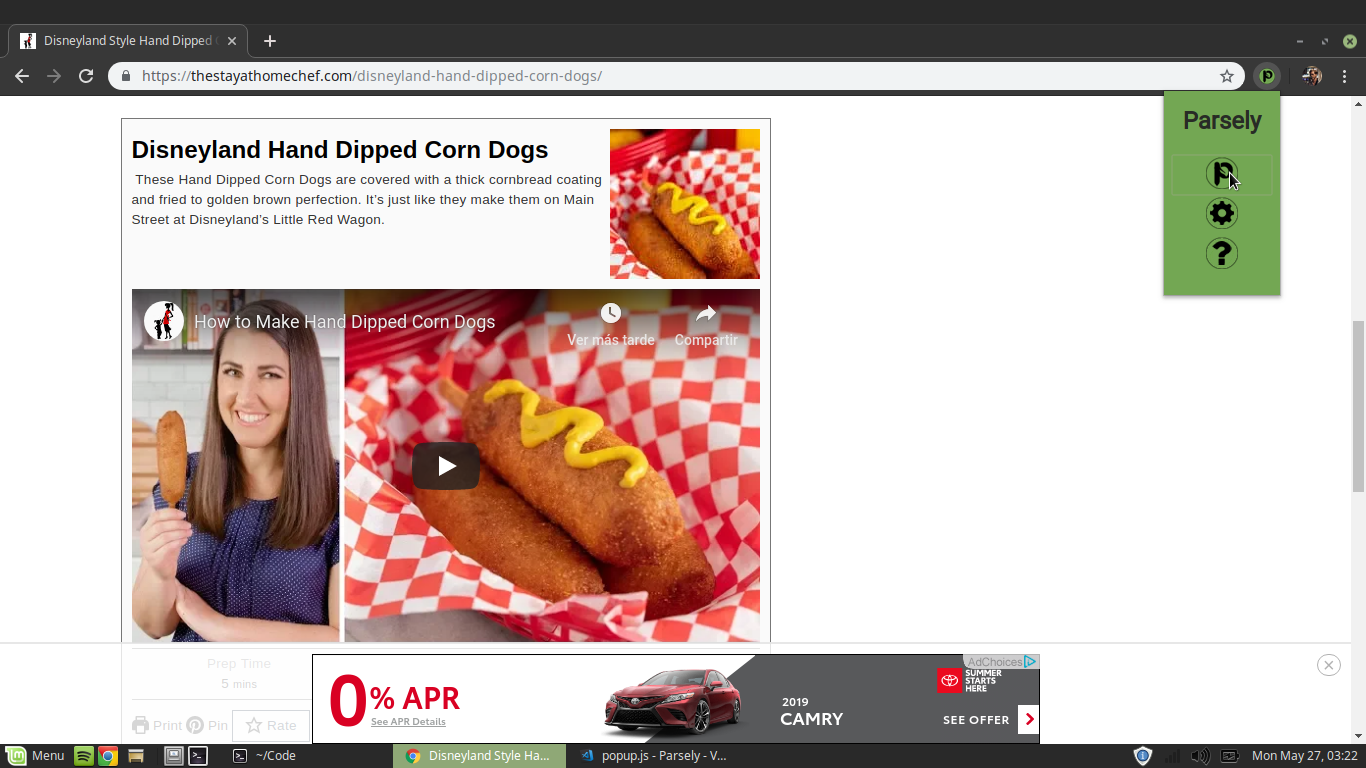 Disneyland Style Hand Dipped
https://thestayathomechef.com/disneyland-hand-dipped-corn-dogs/
Parsely
Disneyland Hand Dipped Corn Dogs
These Hand Dipped Corn Dogs are covered with a thick cornbread coating
and fried to golden brown perfection. It's just like they make them on Main
Street at Disneyland's Little Red Wagon.
How to Make Hand Dipped Corn Dogs
Ver más tarde
Compartir
Prep Time
5 mins
Print
Pin
Rate
0% APR
See APR Details
2019
CAMRY
AdChoices
SUMMER
STARTS
HERE
SEE OFFER
Menu
~/Code
Disneyland Style Ha...
popup.js - Parsely - V...
Mon May 27, 03:22